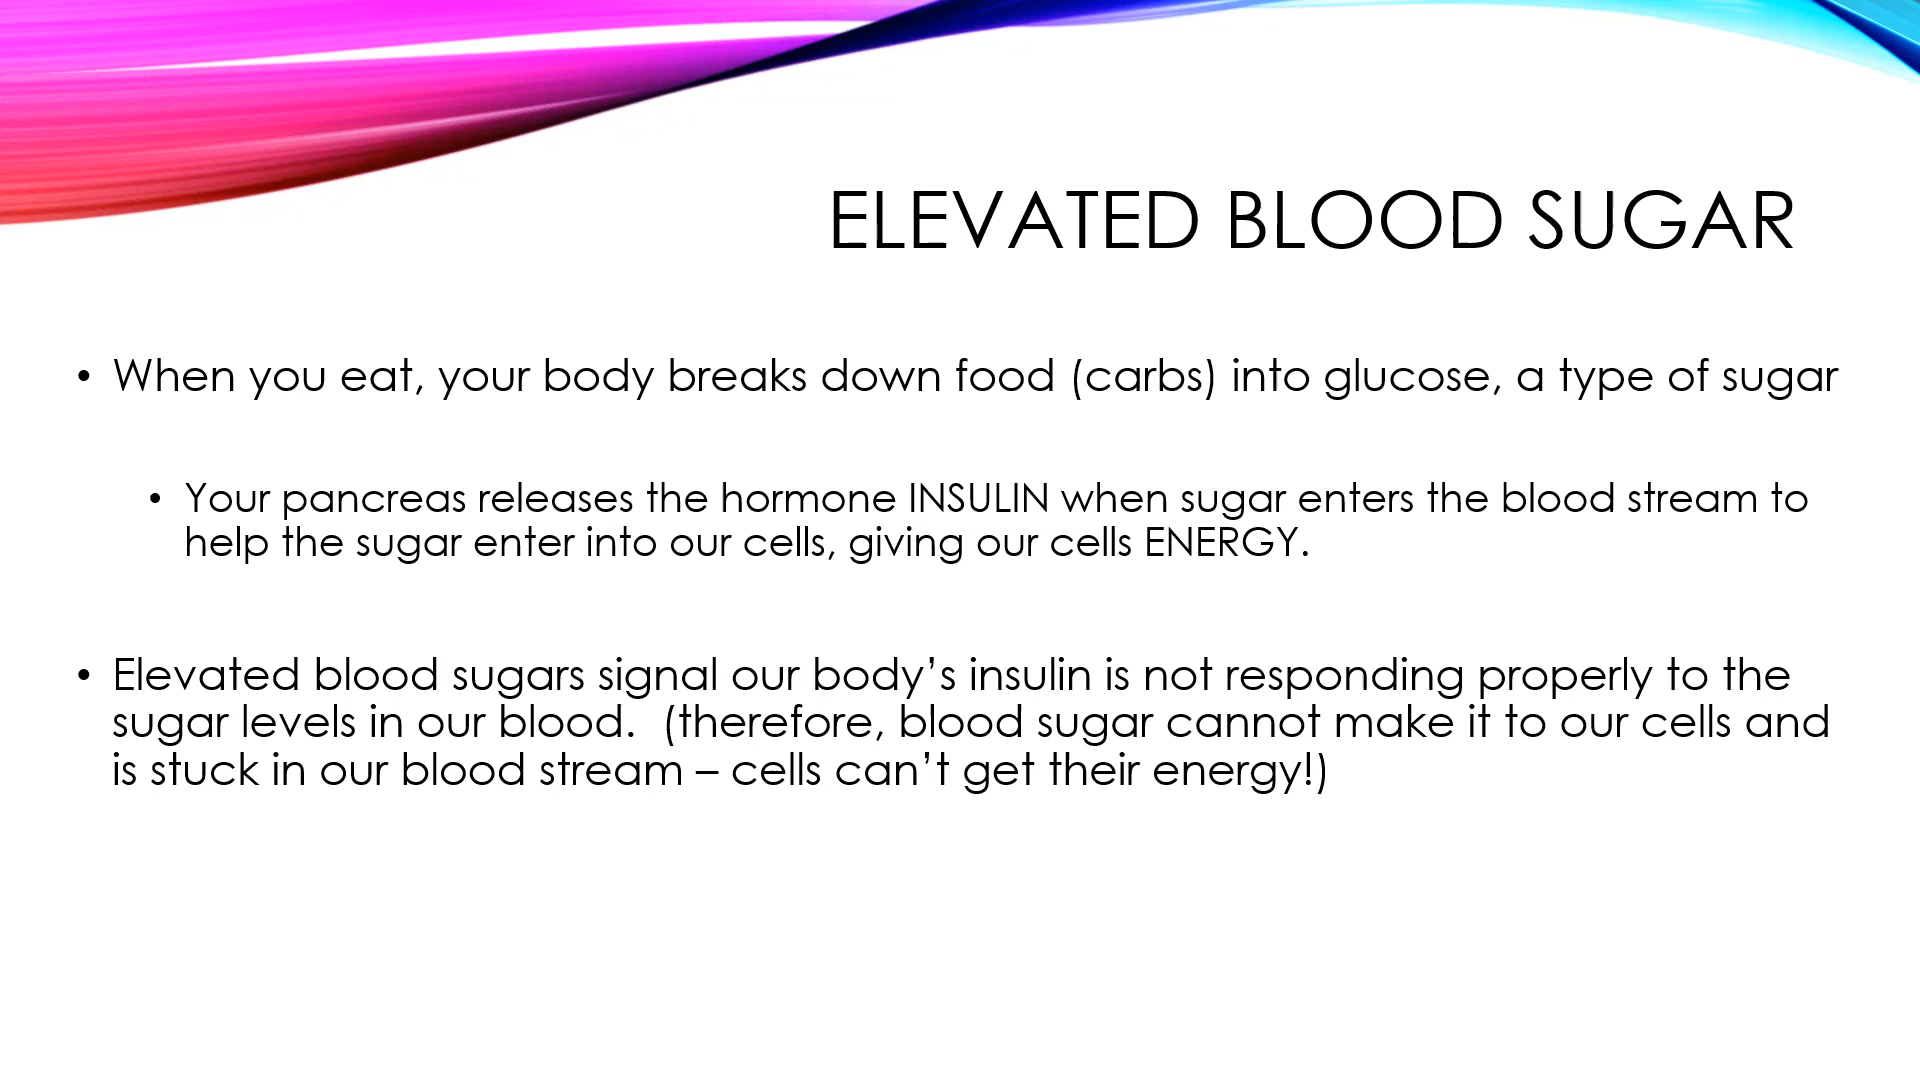 ELEVATED BLOOD SUGAR
• When you eat, your body breaks down food (carbs) into glucose, a type of sugar
• Your pancreas releases the hormone INSULIN when sugar enters the blood stream to
help the sugar enter into our cells, giving our cells ENERGY.
• Elevated blood sugars signal our body’s insulin is not responding properly to the
sugar levels in our blood.  (therefore, blood sugar cannot make it to our cells and
is stuck in our blood stream – cells can’t get their energy!)